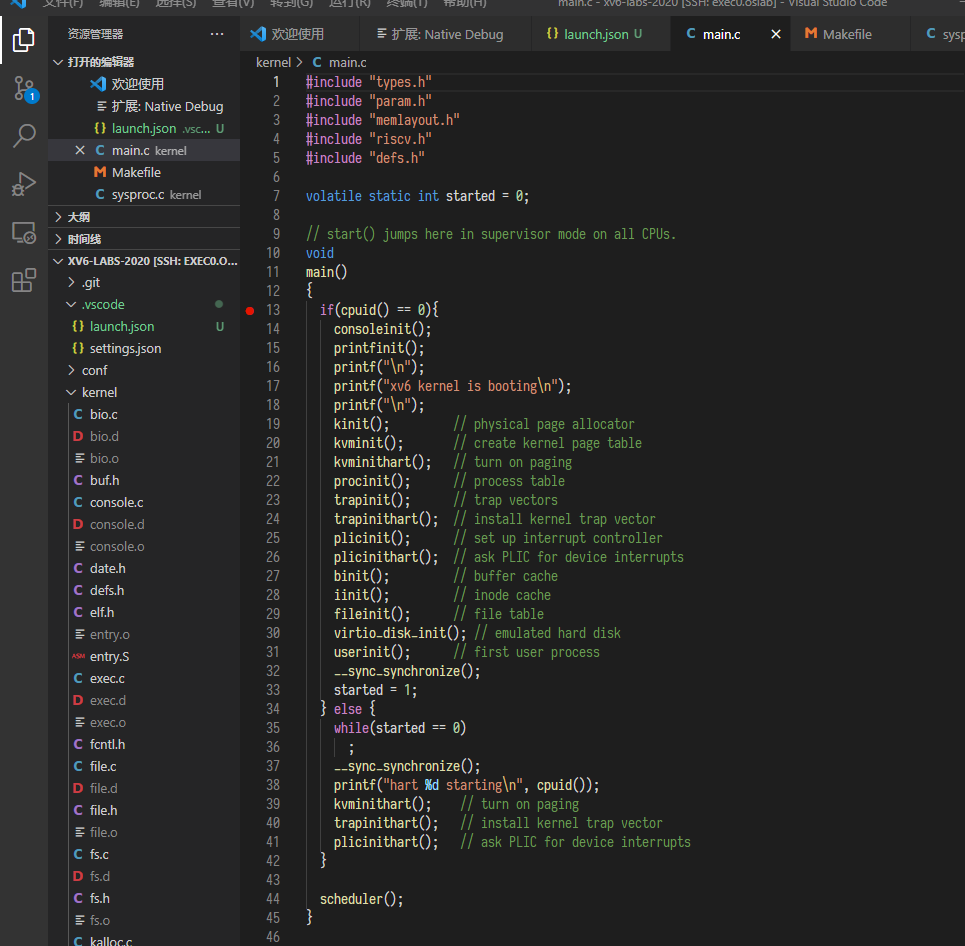 文件(F) 编辑(E) 选择(S) 查看(V) 转到(G) 运行(R) 终端(T) 帮助(H) main.c - xv6-labs-2020 [SSH: exec0.oslab] - Visual Studio Code
资源管理器 ···
欢迎使用 扩展: Native Debug {} launch.json U C main.c × M Makefile C sysp
打开的编辑器
欢迎使用
扩展: Native Debug
{} launch.json .vsc... U
× C main.c kernel
M Makefile
C sysproc.c kernel
大纲
时间线
XV6-LABS-2020 [SSH: EXEC0.O...
.git
.vscode
{} launch.json U
{} settings.json
conf
kernel
C bio.c
D bio.d
bio.o
C buf.h
C console.c
D console.d
console.o
C date.h
C defs.h
C elf.h
entry.o
ASM entry.S
C exec.c
D exec.d
exec.o
C fcntl.h
C file.c
D file.d
C file.h
file.o
C fs.c
D fs.d
C fs.h
fs.o
C kalloc.c
1
kernel > C main.c
1 #include "types.h"
2 #include "param.h"
3 #include "memlayout.h"
4 #include "riscv.h"
5 #include "defs.h"
6
7 volatile static int started = 0;
8
9 // start() jumps here in supervisor mode on all CPUs.
10 void
11 main()
12 {
13 if(cpuid() == 0){
14 consoleinit();
15 printfinit();
16 printf("\n");
17 printf("xv6 kernel is booting\n");
18 printf("\n");
19 kinit(); // physical page allocator
20 kvminit(); // create kernel page table
21 kvminithart(); // turn on paging
22 procinit(); // process table
23 trapinit(); // trap vectors
24 trapinithart(); // install kernel trap vector
25 plicinit(); // set up interrupt controller
26 plicinithart(); // ask PLIC for device interrupts
27 binit(); // buffer cache
28 iinit(); // inode cache
29 fileinit(); // file table
30 virtio_disk_init(); // emulated hard disk
31 userinit(); // first user process
32 __sync_synchronize();
33 started = 1;
34 } else {
35 while(started == 0)
36 ;
37 __sync_synchronize();
38 printf("hart %d starting\n", cpuid());
39 kvminithart(); // turn on paging
40 trapinithart(); // install kernel trap vector
41 plicinithart(); // ask PLIC for device interrupts
42 }
43
44 scheduler();
45 }
46